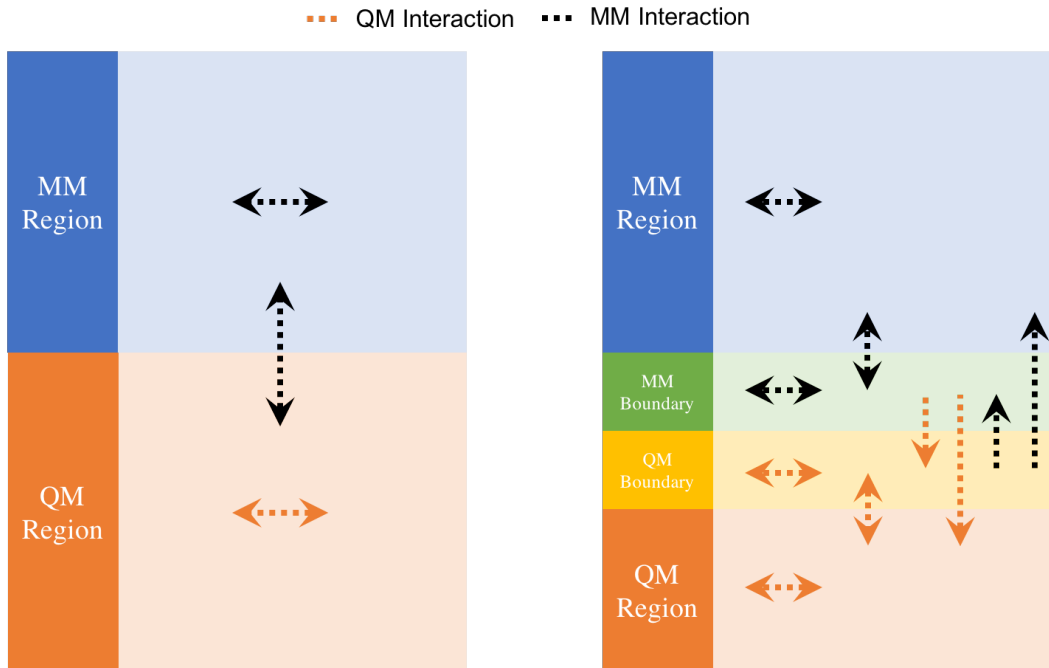 QM Interaction MM Interaction
MM
Region
QM
Region
MM
Region
MM
Boundary
QM
Boundary
QM
Region